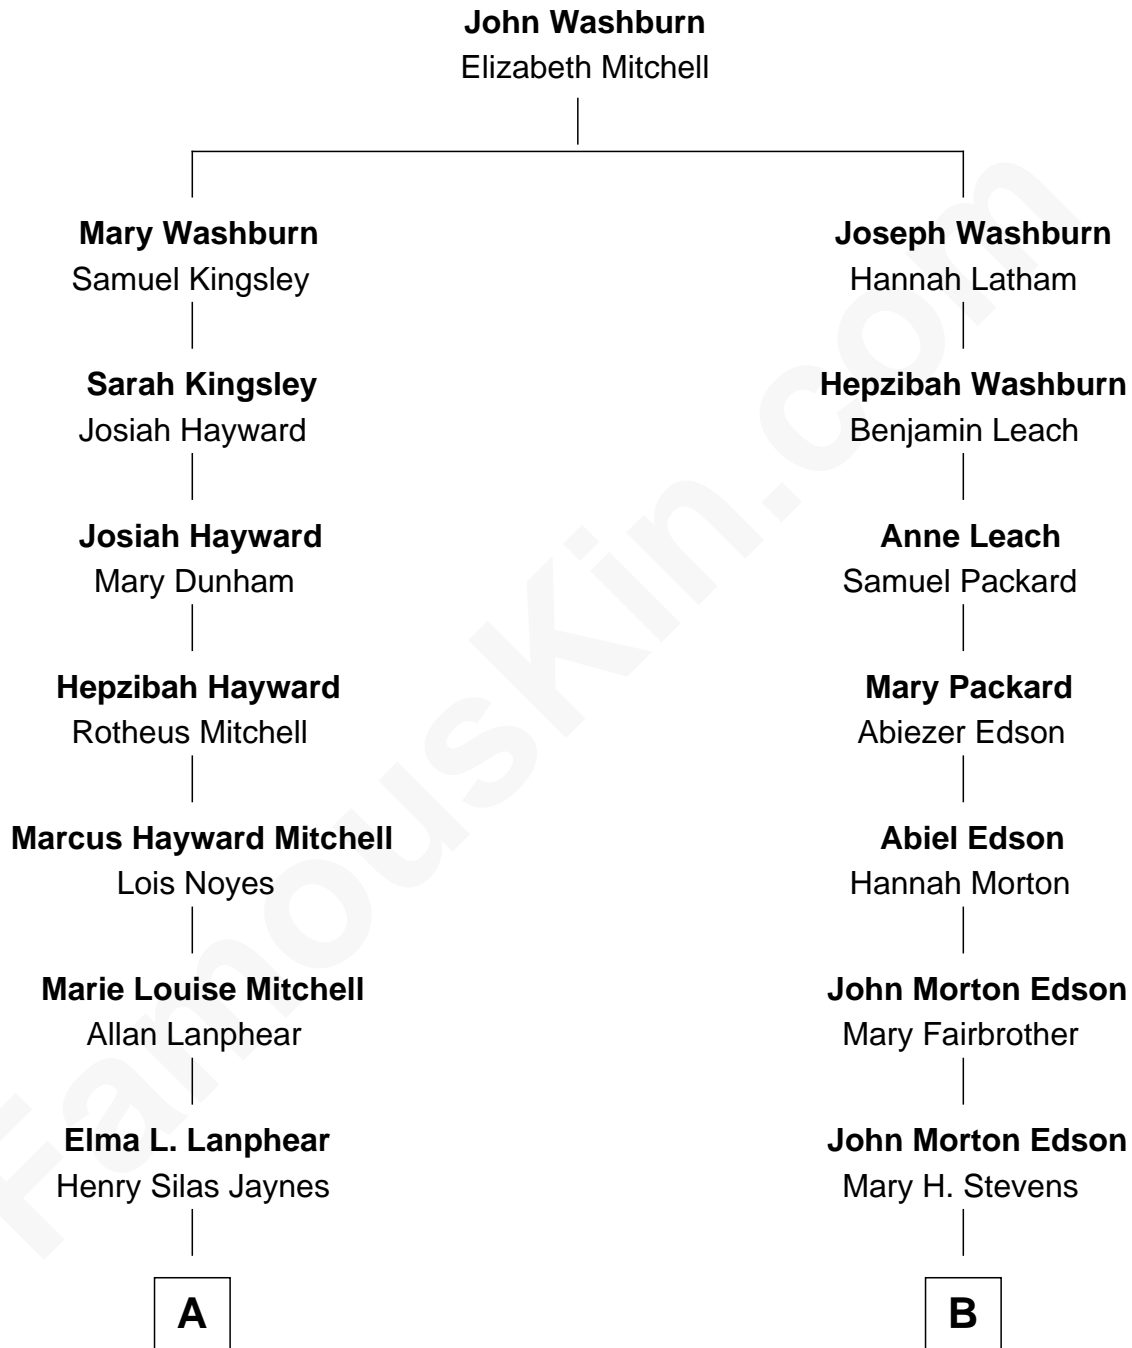 John Washburn
Elizabeth Mitchell
Mary Washburn
Samuel Kingsley
Joseph Washburn
Hannah Latham
Sarah Kingsley
Josiah Hayward
Hepzibah Washburn
Benjamin Leach
Josiah Hayward
Mary Dunham
Anne Leach
Samuel Packard
Hepzibah Hayward
Rotheus Mitchell
Mary Packard
Abiezer Edson
Marcus Hayward Mitchell
Lois Noyes
Abiel Edson
Hannah Morton
Marie Louise Mitchell
Allan Lanphear
John Morton Edson
Mary Fairbrother
Elma L. Lanphear
Henry Silas Jaynes
John Morton Edson
Mary H. Stevens
A
B
FamousKin.com